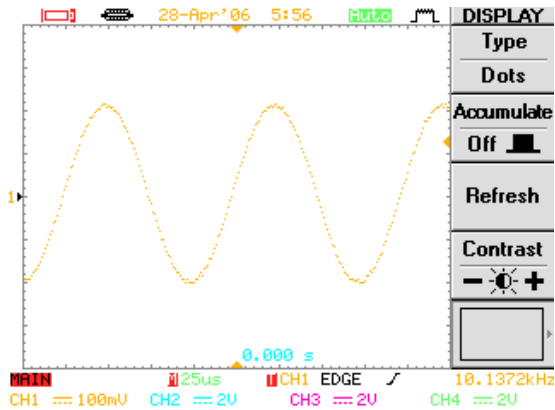 28-Apr'06 5:56 Auto DISPLAY
Type
Dots
Accumulate
Off
Refresh
Contrast
1
0.000 s
MAIN M 25us T CH1 EDGE 10.1372kHz
CH1 100mV CH2 2V CH3 2V CH4 2V